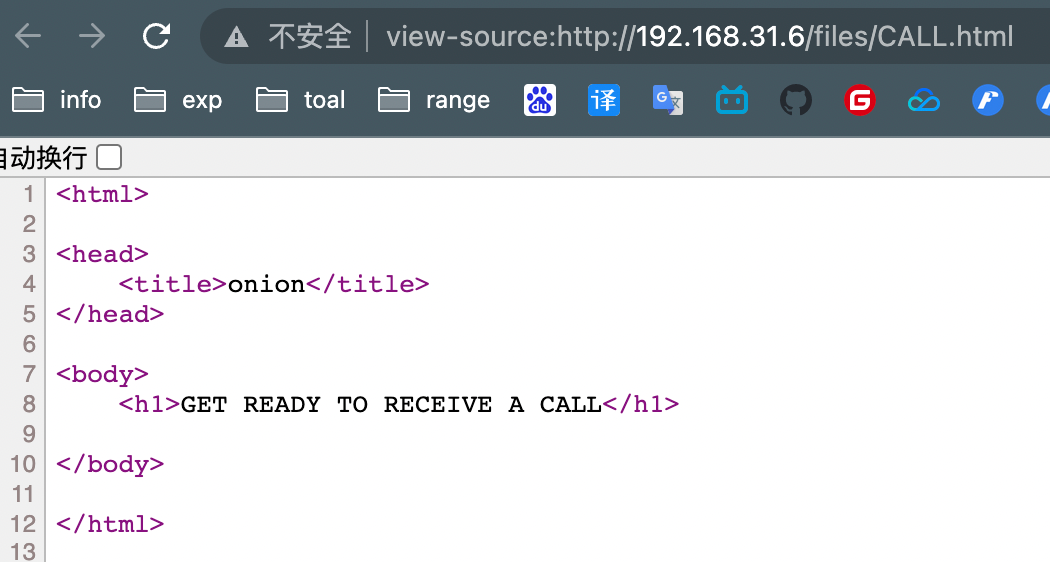 不安全 view-source:http://192.168.31.6/files/CALL.html
info exp toal range du 译 G 文 G
自动换行
1 <html>
2
3 <head>
4 <title>onion</title>
5 </head>
6
7 <body>
8 <h1>GET READY TO RECEIVE A CALL</h1>
9
10 </body>
11
12 </html>
13